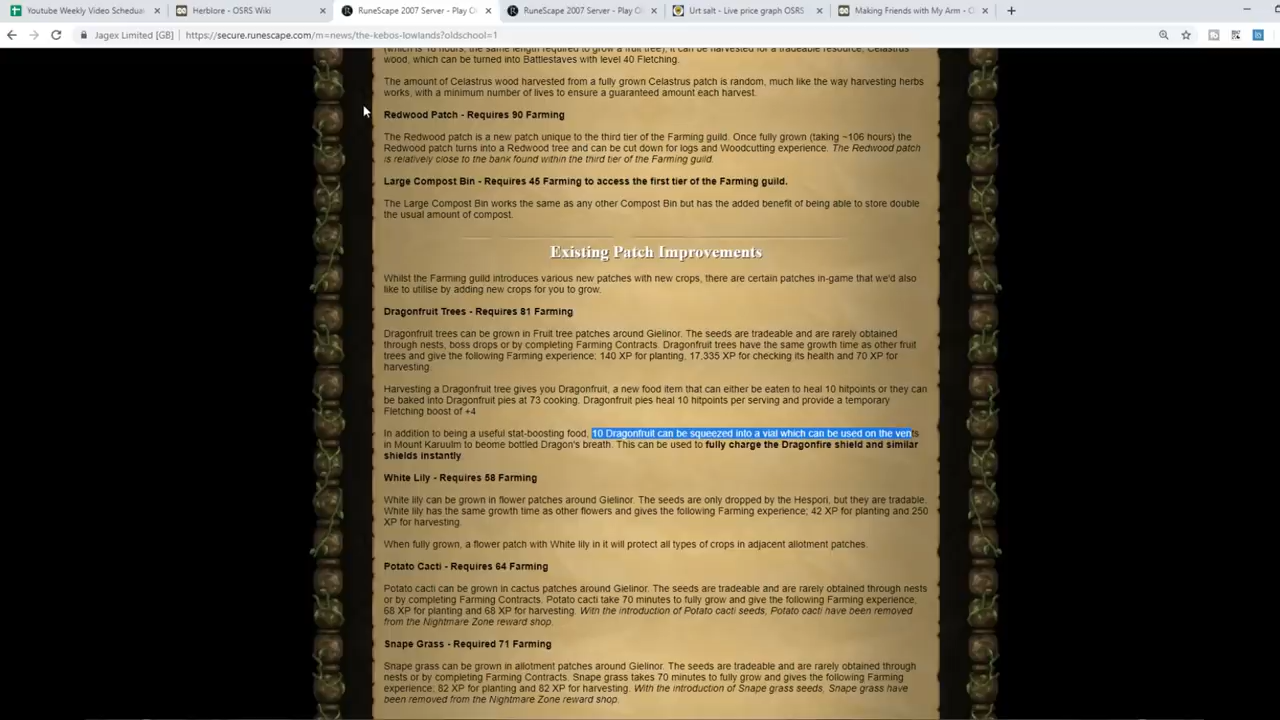 Youtube Weekly Video Schedual
Herblore - OSRS Wiki
RuneScape 2007 Server - Play O
RuneScape 2007 Server - Play O
Urt salt - Live price graph OSRS
Making Friends with My Arm - O
Jagex Limited [GB] https://secure.runescape.com/m=news/the-kebos-lowlands?oldschool=1
(which is 16 hours, the same length required to grow a fruit tree), it can be harvested for a tradeable resource; Celastrus
wood, which can be turned into Battlestaves with level 40 Fletching.
The amount of Celastrus wood harvested from a fully grown Celastrus patch is random, much like the way harvesting herbs
works, with a minimum number of lives to ensure a guaranteed amount each harvest.
Redwood Patch - Requires 90 Farming
The Redwood patch is a new patch unique to the third tier of the Farming guild. Once fully grown (taking ~106 hours) the
Redwood patch turns into a Redwood tree and can be cut down for logs and Woodcutting experience. The Redwood patch
is relatively close to the bank found within the third tier of the Farming guild.
Large Compost Bin - Requires 45 Farming to access the first tier of the Farming guild.
The Large Compost Bin works the same as any other Compost Bin but has the added benefit of being able to store double
the usual amount of compost.
Existing Patch Improvements
Whilst the Farming guild introduces various new patches with new crops, there are certain patches in-game that we'd also
like to utilise by adding new crops for you to grow.
Dragonfruit Trees - Requires 81 Farming
Dragonfruit trees can be grown in Fruit tree patches around Gielinor. The seeds are tradeable and are rarely obtained
through nests, boss drops or by completing Farming Contracts. Dragonfruit trees have the same growth time as other fruit
trees and give the following Farming experience; 140 XP for planting, 17,335 XP for checking its health and 70 XP for
harvesting.
Harvesting a Dragonfruit tree gives you Dragonfruit, a new food item that can either be eaten to heal 10 hitpoints or they can
be baked into Dragonfruit pies at 73 cooking. Dragonfruit pies heal 10 hitpoints per serving and provide a temporary
Fletching boost of +4
In addition to being a useful stat-boosting food, 10 Dragonfruit can be squeezed into a vial which can be used on the vents
in Mount Karuulm to beome bottled Dragon's breath. This can be used to fully charge the Dragonfire shield and similar
shields instantly.
White Lily - Requires 58 Farming
White lily can be grown in flower patches around Gielinor. The seeds are only dropped by the Hespori, but they are tradable.
White lily has the same growth time as other flowers and gives the following Farming experience; 42 XP for planting and 250
XP for harvesting.
When fully grown, a flower patch with White lily in it will protect all types of crops in adjacent allotment patches.
Potato Cacti - Requires 64 Farming
Potato cacti can be grown in cactus patches around Gielinor. The seeds are tradeable and are rarely obtained through nests
or by completing Farming Contracts. Potato cacti take 70 minutes to fully grow and give the following Farming experience,
68 XP for planting and 68 XP for harvesting. With the introduction of Potato cacti seeds, Potato cacti have been removed
from the Nightmare Zone reward shop.
Snape Grass - Required 71 Farming
Snape grass can be grown in allotment patches around Gielinor. The seeds are tradeable and are rarely obtained through
nests or by completing Farming Contracts. Snape grass takes 70 minutes to fully grow and gives the following Farming
experience; 82 XP for planting and 82 XP for harvesting. With the introduction of Snape grass seeds, Snape grass have
been removed from the Nightmare Zone reward shop.